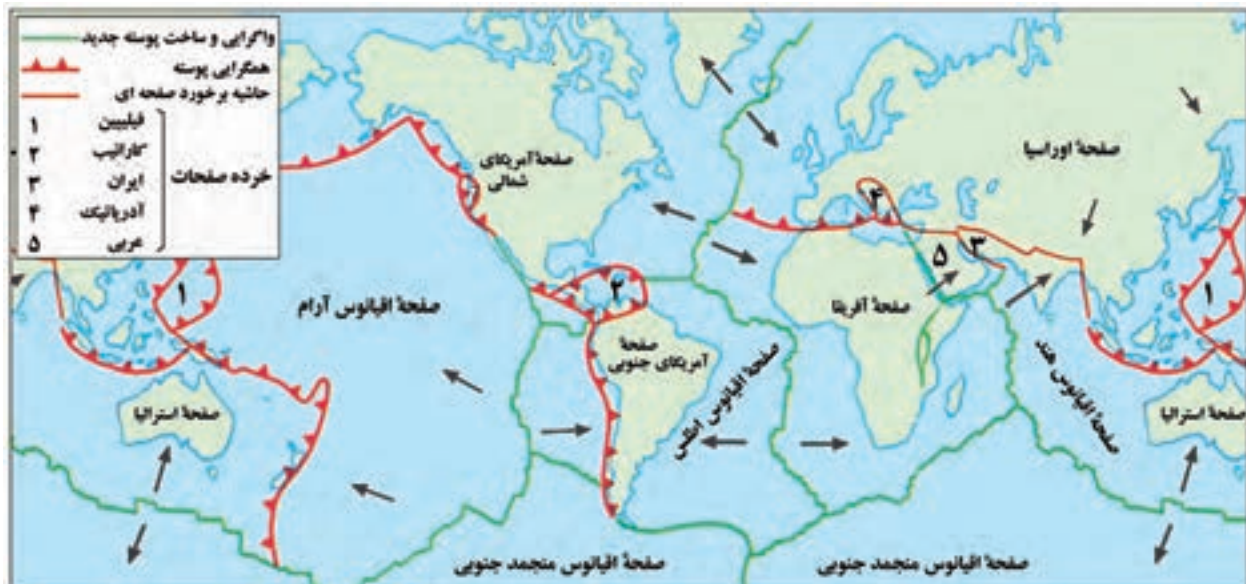 واگرایی و ساخت پوسته جدید
همگرایی پوسته
حاشیه برخورد صفحه ای
خرده صفحات
فیلیپین ۱
کارائیب ۲
ایران ۳
آدریاتیک ۴
عربی ۵
صفحهٔ آمریکای
شمالی
صفحهٔ اوراسیا
۴
۳
۵
۱
۱
۲
صفحهٔ اقیانوس آرام
صفحهٔ آفریقا
صفحهٔ
آمریکای جنوبی
صفحهٔ اقیانوس اطلس
صفحهٔ اقیانوس هند
صفحهٔ استرالیا
صفحهٔ استرالیا
صفحهٔ اقیانوس منجمد جنوبی
صفحهٔ اقیانوس منجمد جنوبی